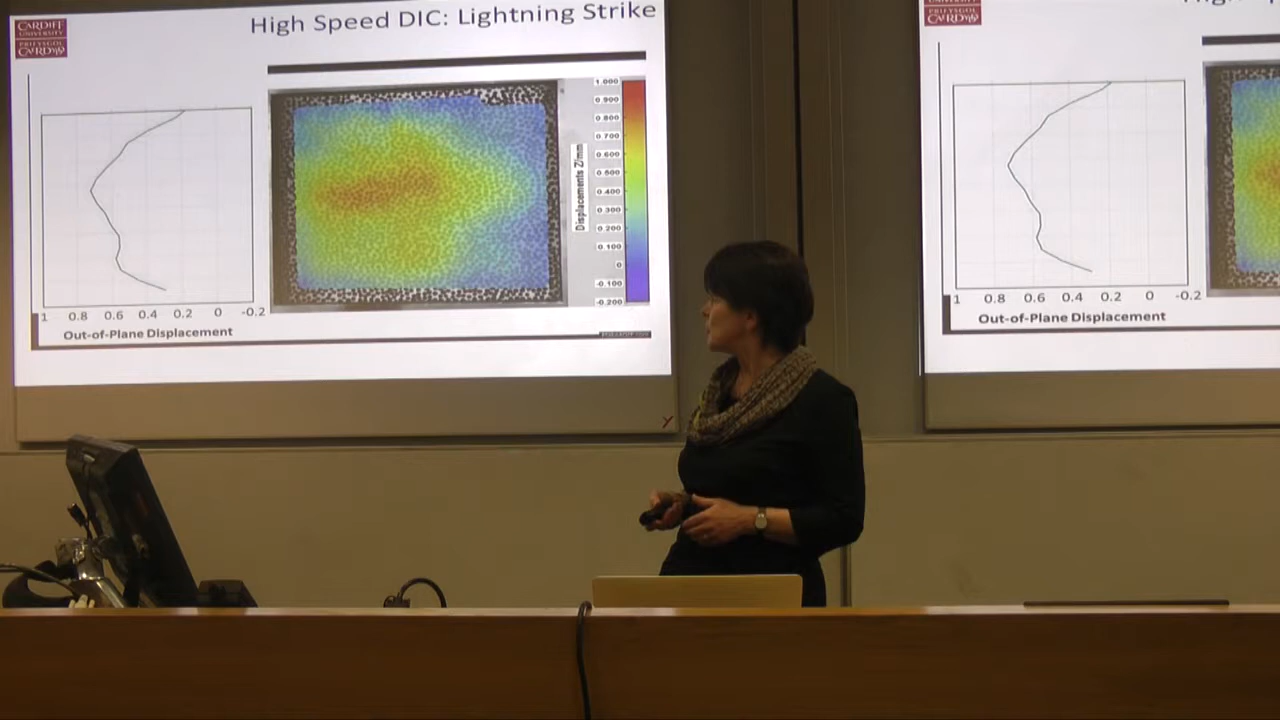 CARDIFF
UNIVERSITY
PRIFYSGOL
CAERDYDD
High Speed DIC: Lightning Strike
1 0.8 0.6 0.4 0.2 0 -0.2
Out-of-Plane Displacement
Displacements Z/mm
1.000
0.900
0.800
0.700
0.600
0.500
0.400
0.300
0.200
0.100
0
-0.100
-0.200
CARDIFF
UNIVERSITY
PRIFYSGOL
CAERDYDD
1 0.8 0.6 0.4 0.2 0 -0.2
Out-of-Plane Displacement